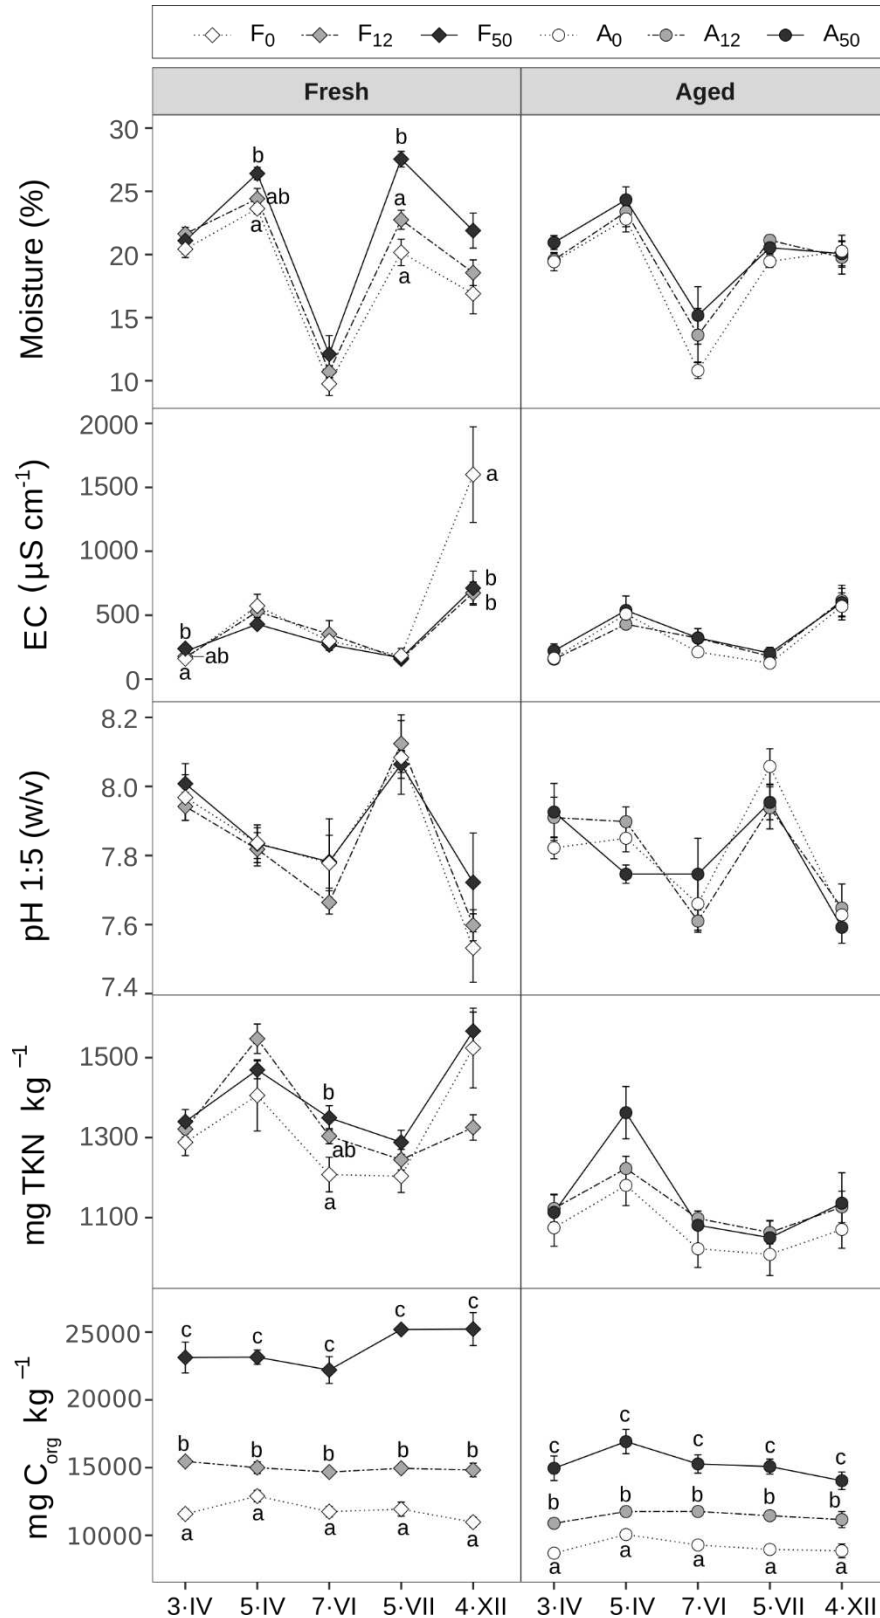 F0 F12 F50 A0 A12 A50
Fresh Aged
Moisture (%)
30
25
20
15
10
b
ab
a
b
a
a
EC (µS cm-1)
2000
1500
1000
500
0
b
ab
a
a
b
b
pH 1:5 (w/v)
8.2
8.0
7.8
7.6
7.4
mg TKN kg −1
1500
1300
1100
b
ab
a
mg Corg kg −1
25000
20000
15000
10000
c c c c c
b b b b b
a a a a a
c c c c c
b b b b b
a a a a a
3·IV 5·IV 7·VI 5·VII 4·XII 3·IV 5·IV 7·VI 5·VII 4·XII